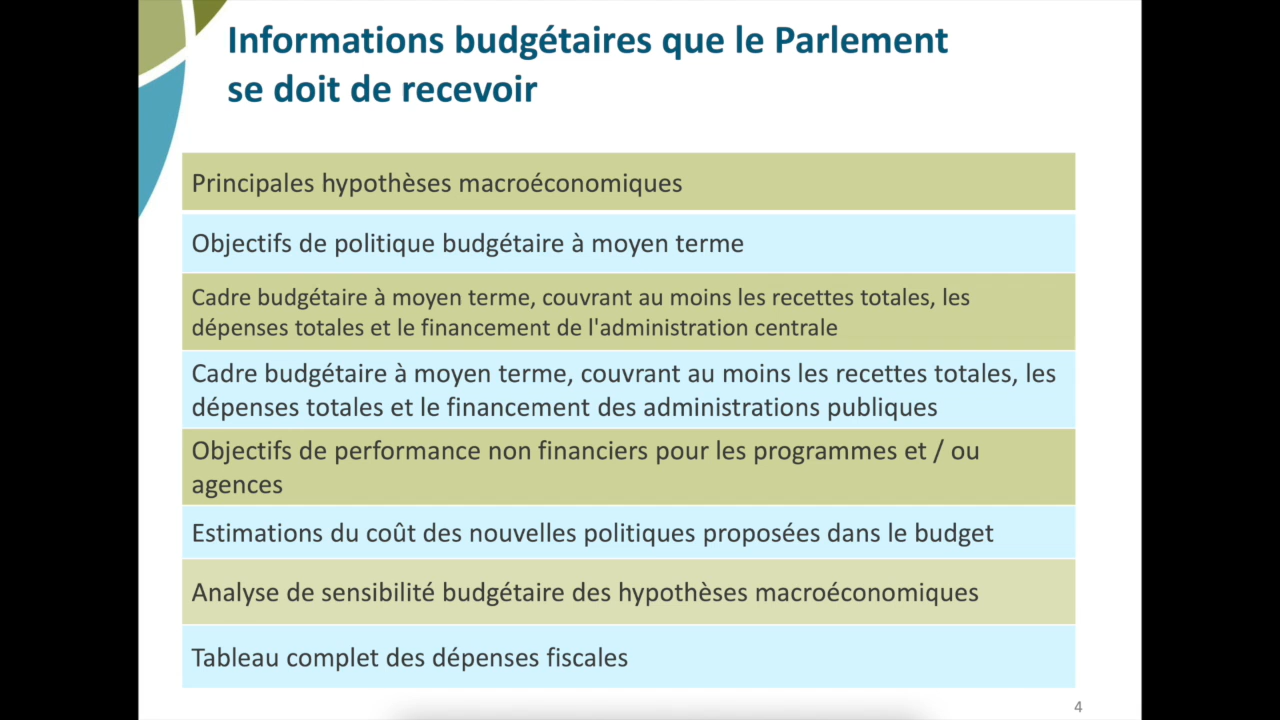 Informations budgétaires que le Parlement
se doit de recevoir
Principales hypothèses macroéconomiques
Objectifs de politique budgétaire à moyen terme
Cadre budgétaire à moyen terme, couvrant au moins les recettes totales, les
dépenses totales et le financement de l'administration centrale
Cadre budgétaire à moyen terme, couvrant au moins les recettes totales, les
dépenses totales et le financement des administrations publiques
Objectifs de performance non financiers pour les programmes et / ou
agences
Estimations du coût des nouvelles politiques proposées dans le budget
Analyse de sensibilité budgétaire des hypothèses macroéconomiques
Tableau complet des dépenses fiscales
4